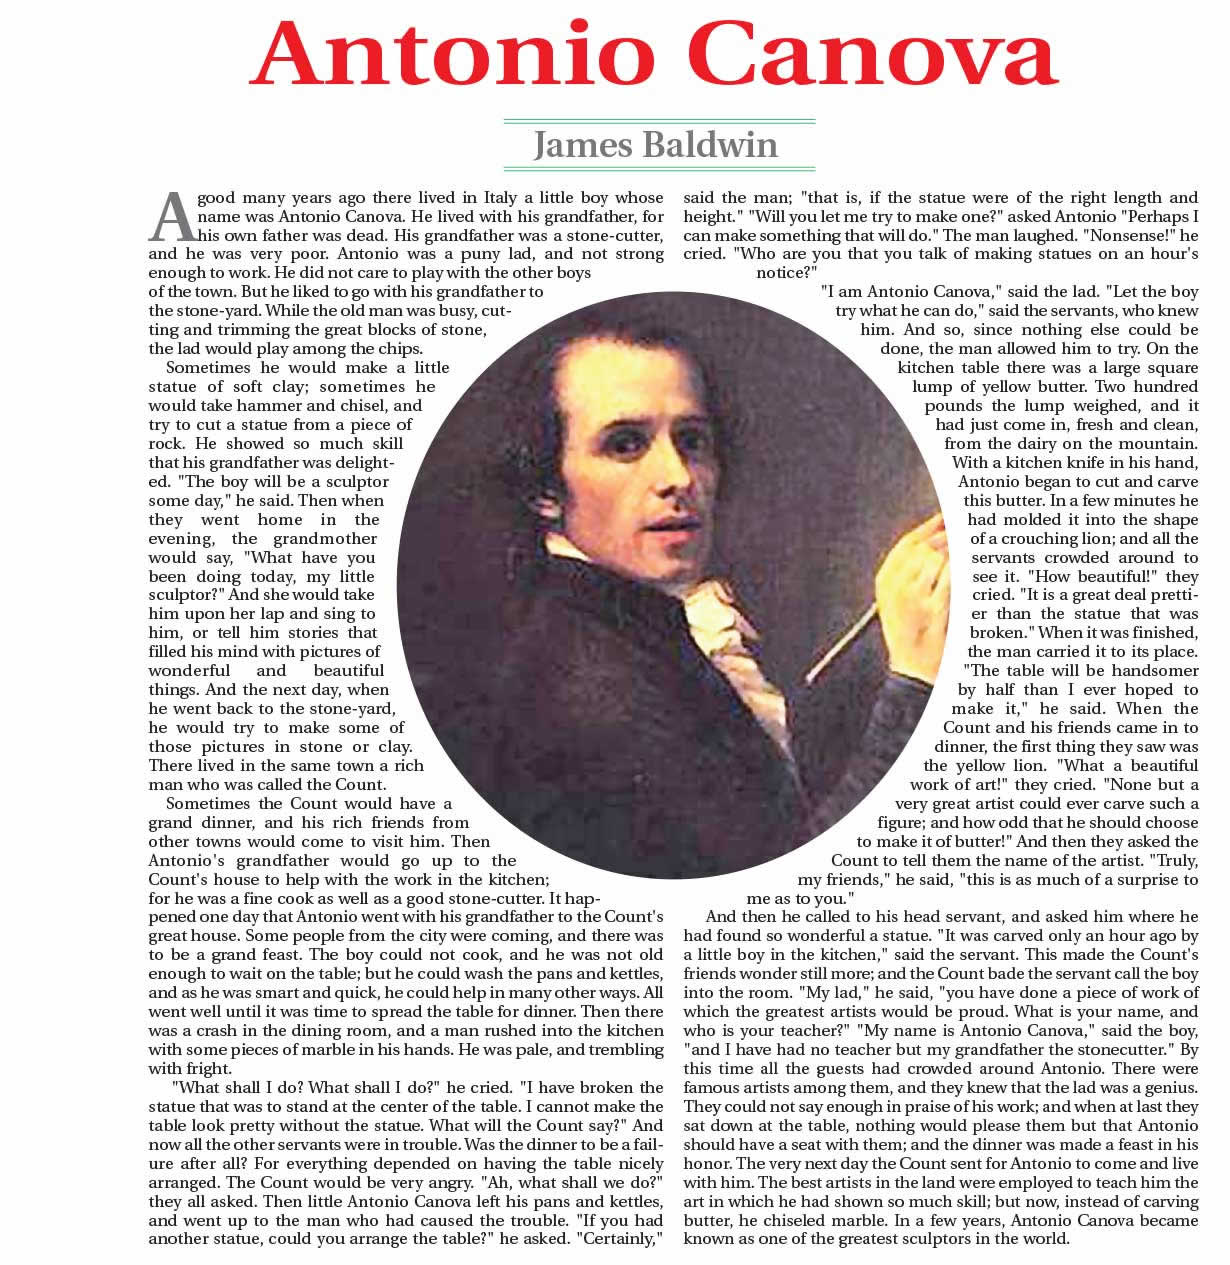 Antonio Canova
James Baldwin
A good many years ago there lived in Italy a little boy whose
name was Antonio Canova. He lived with his grandfather, for
his own father was dead. His grandfather was a stone-cutter,
and he was very poor. Antonio was a puny lad, and not strong
enough to work. He did not care to play with the other boys
of the town. But he liked to go with his grandfather to
the stone-yard. While the old man was busy, cut-
ting and trimming the great blocks of stone,
the lad would play among the chips.
Sometimes he would make a little
statue of soft clay; sometimes he
would take hammer and chisel, and
try to cut a statue from a piece of
rock. He showed so much skill
that his grandfather was delight-
ed. "The boy will be a sculptor
some day," he said. Then when
they went home in the
evening, the grandmother
would say, "What have you
been doing today, my little
sculptor?" And she would take
him upon her lap and sing to
him, or tell him stories that
filled his mind with pictures of
wonderful and beautiful
things. And the next day, when
he went back to the stone-yard,
he would try to make some of
those pictures in stone or clay.
There lived in the same town a rich
man who was called the Count.
Sometimes the Count would have a
grand dinner, and his rich friends from
other towns would come to visit him. Then
Antonio's grandfather would go up to the
Count's house to help with the work in the kitchen;
for he was a fine cook as well as a good stone-cutter. It hap-
pened one day that Antonio went with his grandfather to the Count's
great house. Some people from the city were coming, and there was
to be a grand feast. The boy could not cook, and he was not old
enough to wait on the table; but he could wash the pans and kettles,
and as he was smart and quick, he could help in many other ways. All
went well until it was time to spread the table for dinner. Then there
was a crash in the dining room, and a man rushed into the kitchen
with some pieces of marble in his hands. He was pale, and trembling
with fright.
"What shall I do? What shall I do?" he cried. "I have broken the
statue that was to stand at the center of the table. I cannot make the
table look pretty without the statue. What will the Count say?" And
now all the other servants were in trouble. Was the dinner to be a fail-
ure after all? For everything depended on having the table nicely
arranged. The Count would be very angry. "Ah, what shall we do?"
they all asked. Then little Antonio Canova left his pans and kettles,
and went up to the man who had caused the trouble. "If you had
another statue, could you arrange the table?" he asked. "Certainly,"
said the man; "that is, if the statue were of the right length and
height." "Will you let me try to make one?" asked Antonio "Perhaps I
can make something that will do." The man laughed. "Nonsense!" he
cried. "Who are you that you talk of making statues on an hour's
notice?"
"I am Antonio Canova," said the lad. "Let the boy
try what he can do," said the servants, who knew
him. And so, since nothing else could be
done, the man allowed him to try. On the
kitchen table there was a large square
lump of yellow butter. Two hundred
pounds the lump weighed, and it
had just come in, fresh and clean,
from the dairy on the mountain.
With a kitchen knife in his hand,
Antonio began to cut and carve
this butter. In a few minutes he
had molded it into the shape
of a crouching lion; and all the
servants crowded around to
see it. "How beautiful!" they
cried. "It is a great deal pretti-
er than the statue that was
broken." When it was finished,
the man carried it to its place.
"The table will be handsomer
by half than I ever hoped to
make it," he said. When the
Count and his friends came in to
dinner, the first thing they saw was
the yellow lion. "What a beautiful
work of art!" they cried. "None but a
very great artist could ever carve such a
figure; and how odd that he should choose
to make it of butter!" And then they asked the
Count to tell them the name of the artist. "Truly,
my friends," he said, "this is as much of a surprise to
me as to you."
And then he called to his head servant, and asked him where he
had found so wonderful a statue. "It was carved only an hour ago by
a little boy in the kitchen," said the servant. This made the Count's
friends wonder still more; and the Count bade the servant call the boy
into the room. "My lad," he said, "you have done a piece of work of
which the greatest artists would be proud. What is your name, and
who is your teacher?" "My name is Antonio Canova," said the boy,
"and I have had no teacher but my grandfather the stonecutter." By
this time all the guests had crowded around Antonio. There were
famous artists among them, and they knew that the lad was a genius.
They could not say enough in praise of his work; and when at last they
sat down at the table, nothing would please them but that Antonio
should have a seat with them; and the dinner was made a feast in his
honor. The very next day the Count sent for Antonio to come and live
with him. The best artists in the land were employed to teach him the
art in which he had shown so much skill; but now, instead of carving
butter, he chiseled marble. In a few years, Antonio Canova became
known as one of the greatest sculptors in the world.